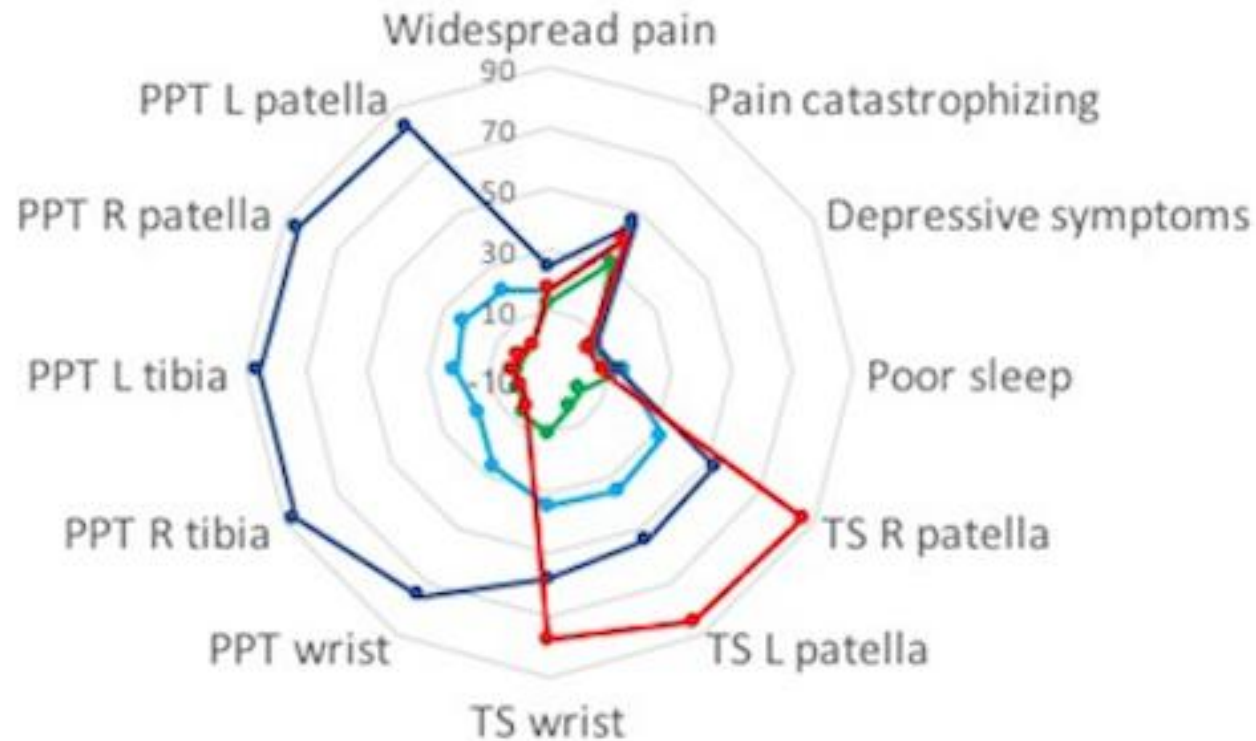 Widespread pain
90
PPT L patella
Pain catastrophizing
70
PPT R patella
50
Depressive symptoms
30
10
PPT L tibia
-10
Poor sleep
PPT R tibia
TS R patella
PPT wrist
TS L patella
TS wrist